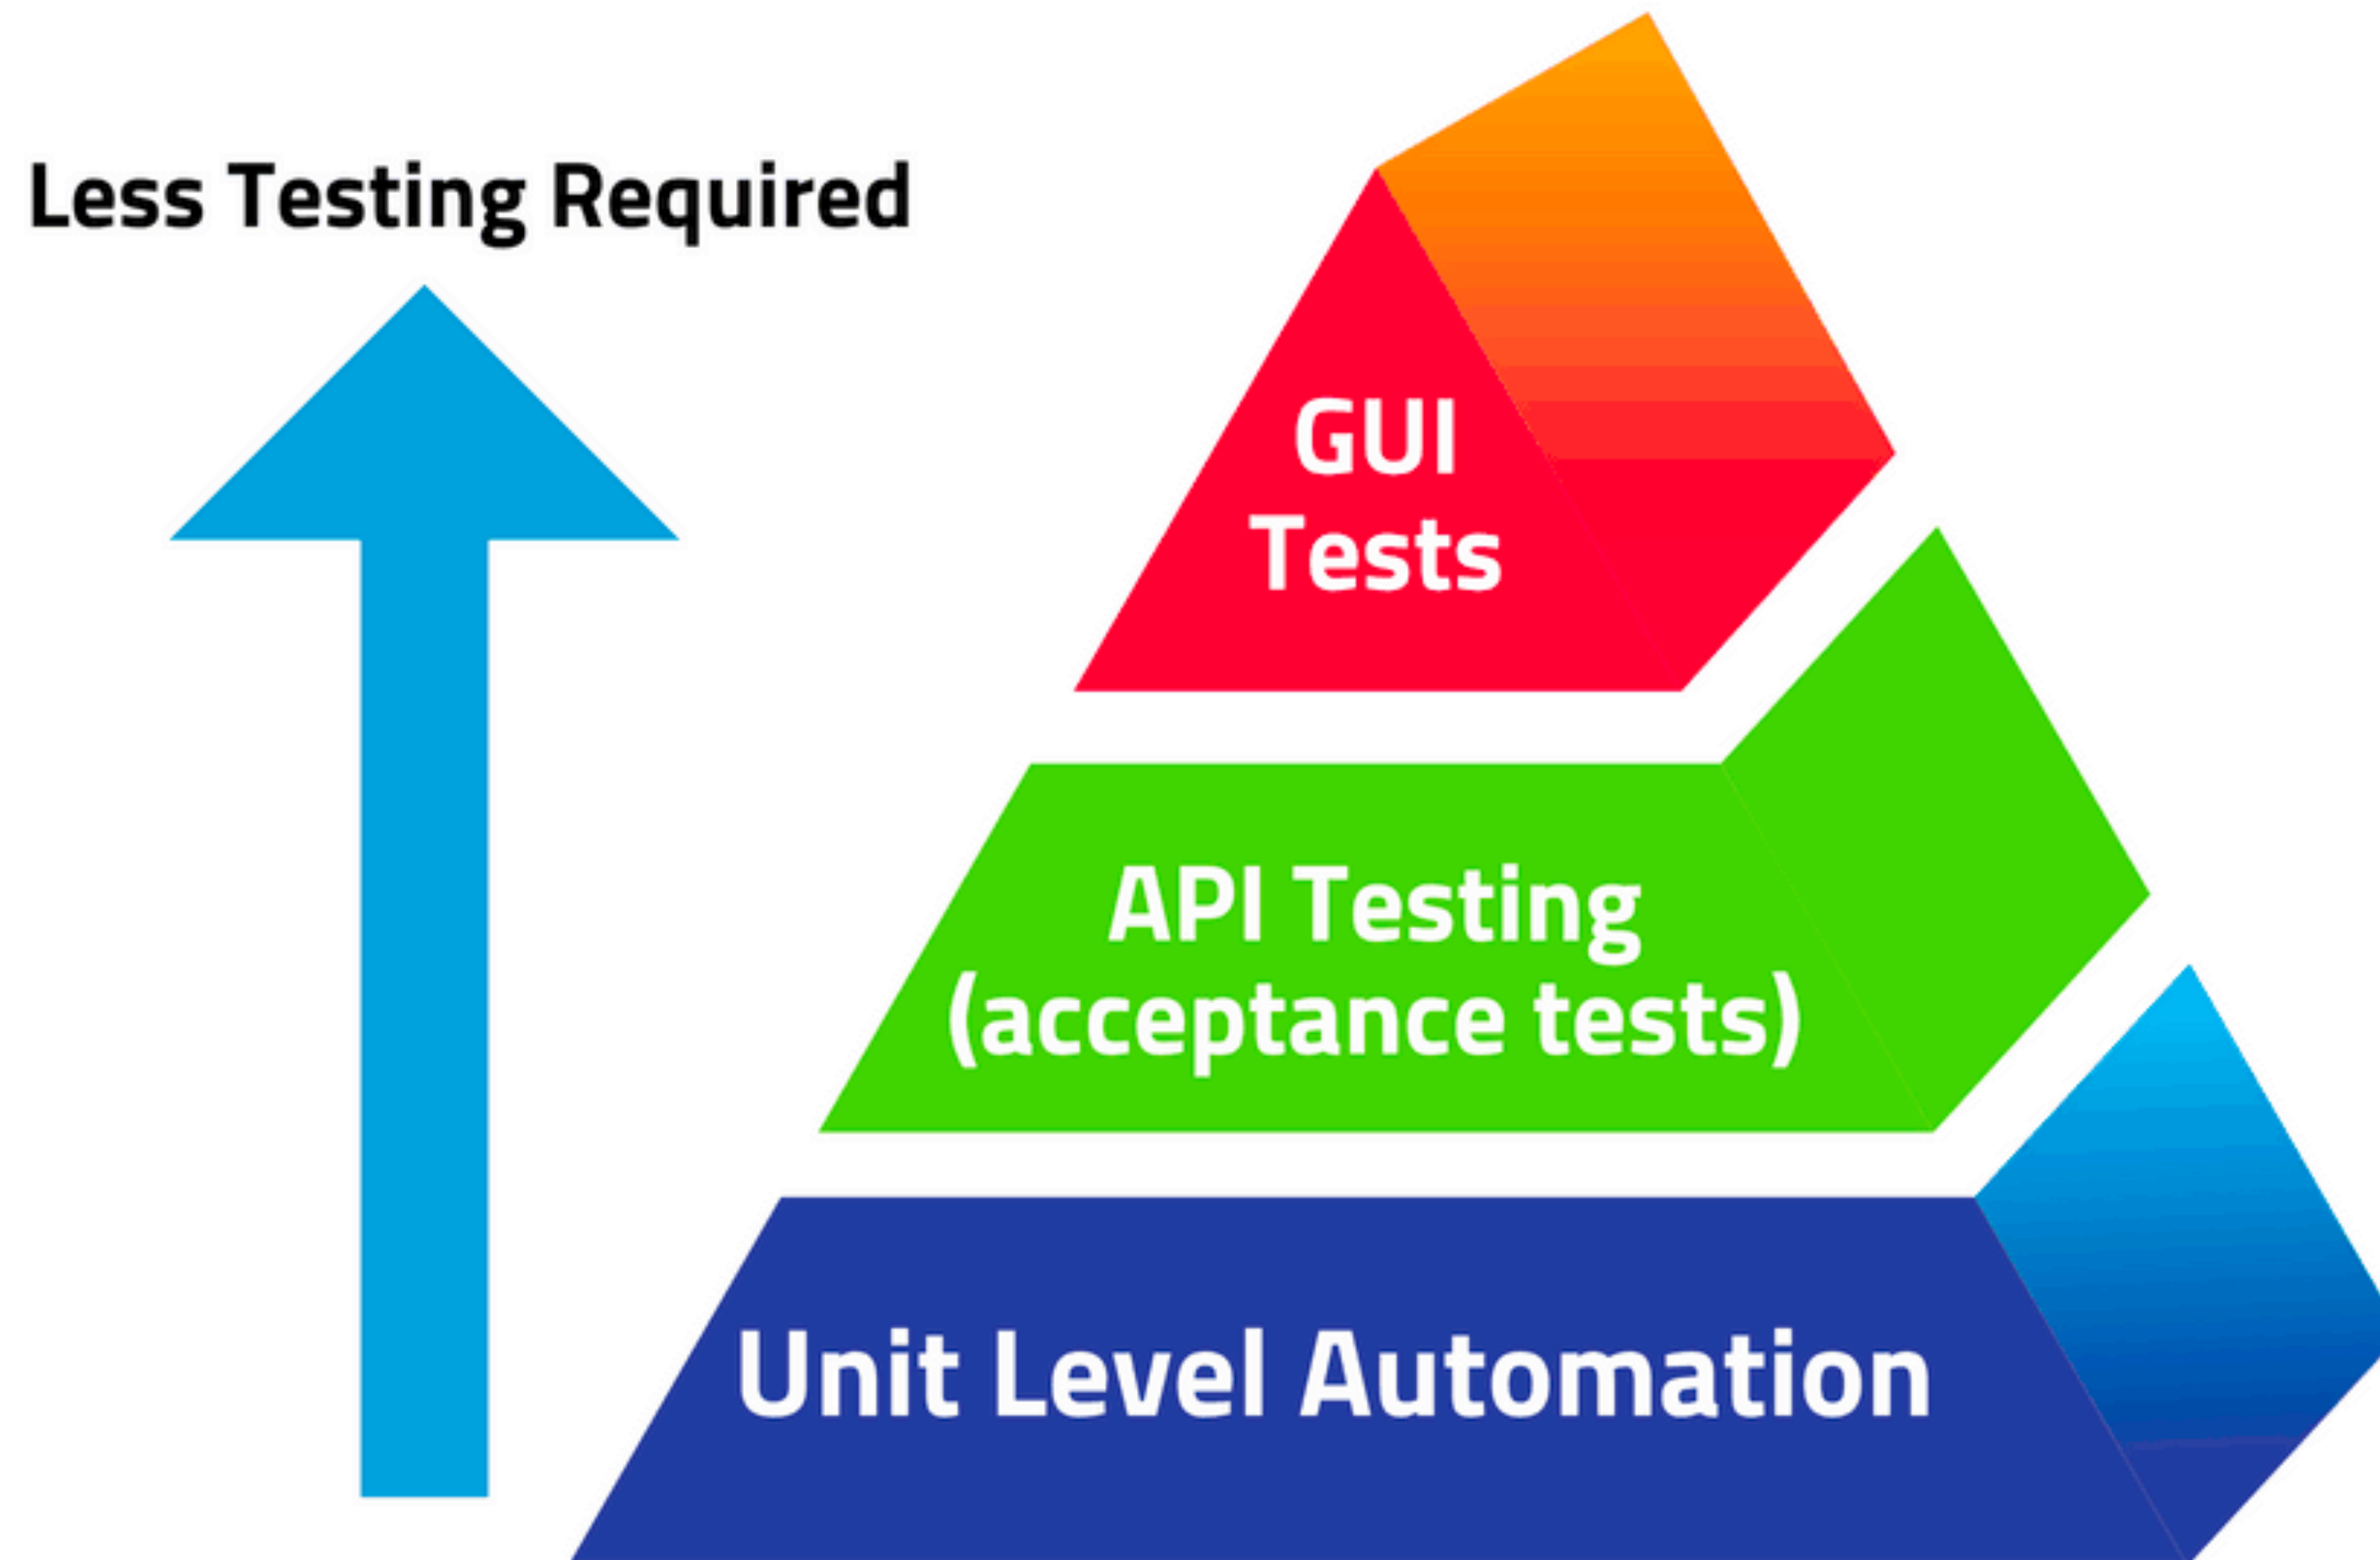 Less Testing Required
GUI
Tests
API Testing
(acceptance tests)
Unit Level Automation